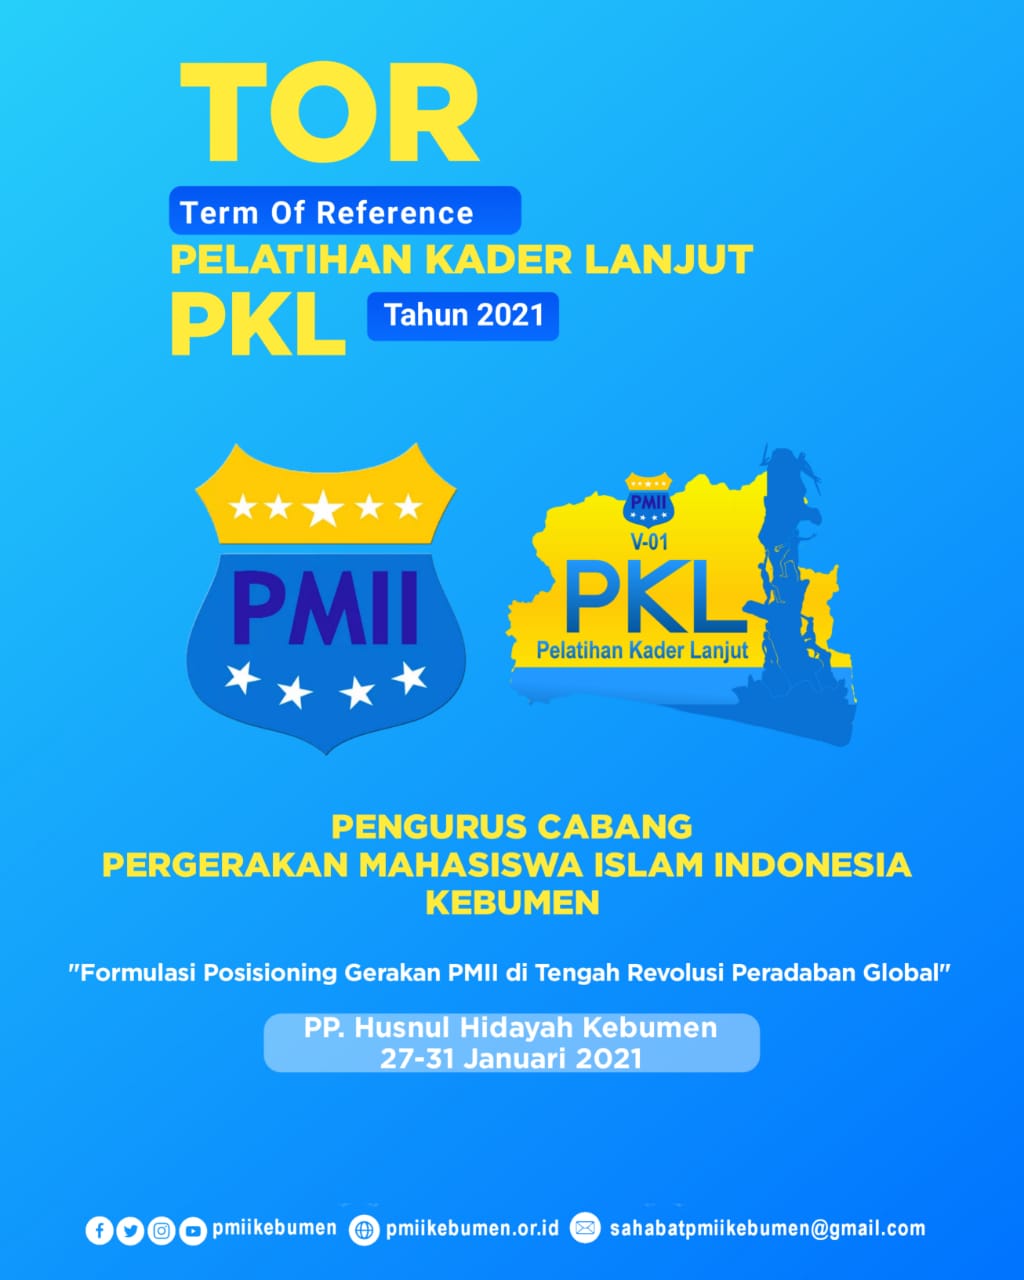 TOR
Term Of Reference
PELATIHAN KADER LANJUT
PKL Tahun 2021
PMII
PMII
V-01
PKL
Pelatihan Kader Lanjut
PENGURUS CABANG
PERGERAKAN MAHASISWA ISLAM INDONESIA
KEBUMEN
"Formulasi Posisioning Gerakan PMII di Tengah Revolusi Peradaban Global"
PP. Husnul Hidayah Kebumen
27-31 Januari 2021
pmiikebumen pmiikebumen.or.id sahabatpmiikebumen@gmail.com